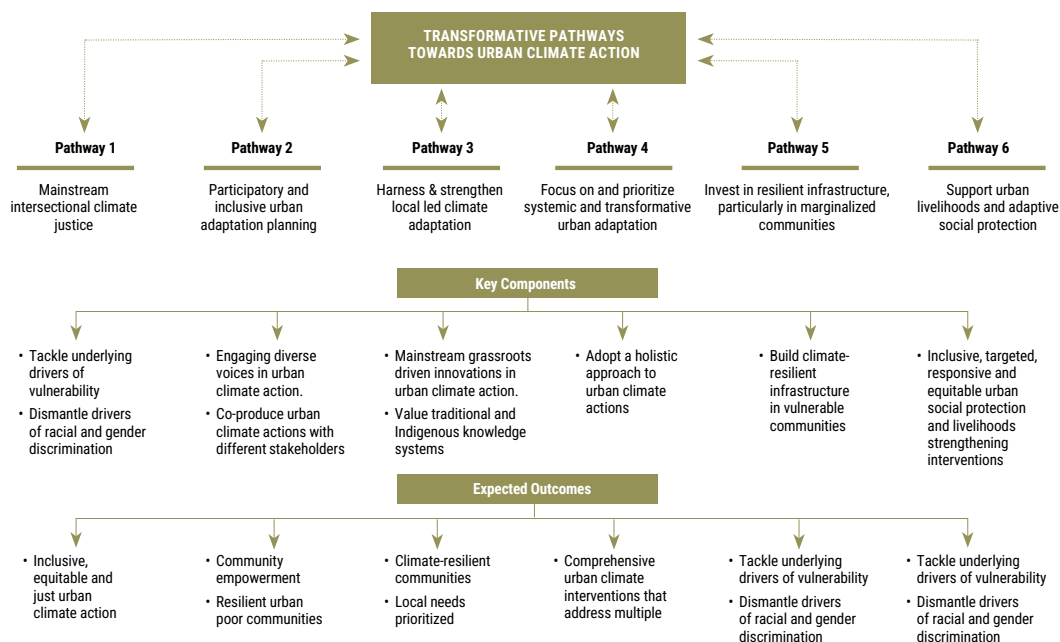 TRANSFORMATIVE PATHWAYS
TOWARDS URBAN CLIMATE ACTION
Pathway 1
Mainstream
intersectional climate
justice
Pathway 2
Participatory and
inclusive urban
adaptation planning
Pathway 3
Harness & strengthen
local led climate
adaptation
Pathway 4
Focus on and prioritize
systemic and transformative
urban adaptation
Pathway 5
Invest in resilient infrastructure,
particularly in marginalized
communities
Pathway 6
Support urban
livelihoods and adaptive
social protection
Key Components
• Tackle underlying
drivers of
vulnerability
• Dismantle drivers
of racial and gender
discrimination
• Engaging diverse
voices in urban
climate action.
• Co-produce urban
climate actions with
different stakeholders
• Mainstream grassroots
driven innovations in
urban climate action.
• Value traditional and
Indigenous knowledge
systems
• Adopt a holistic
approach to
urban climate
actions
• Build climate-
resilient
infrastructure
in vulnerable
communities
• Inclusive, targeted,
responsive and
equitable urban
social protection
and livelihoods
strengthening
interventions
Expected Outcomes
• Inclusive,
equitable and
just urban
climate action
• Community
empowerment
• Resilient urban
poor communities
• Climate-resilient
communities
• Local needs
prioritized
• Comprehensive
urban climate
interventions that
address multiple
• Tackle underlying
drivers of vulnerability
• Dismantle drivers
of racial and gender
discrimination
• Tackle underlying
drivers of vulnerability
• Dismantle drivers
of racial and gender
discrimination